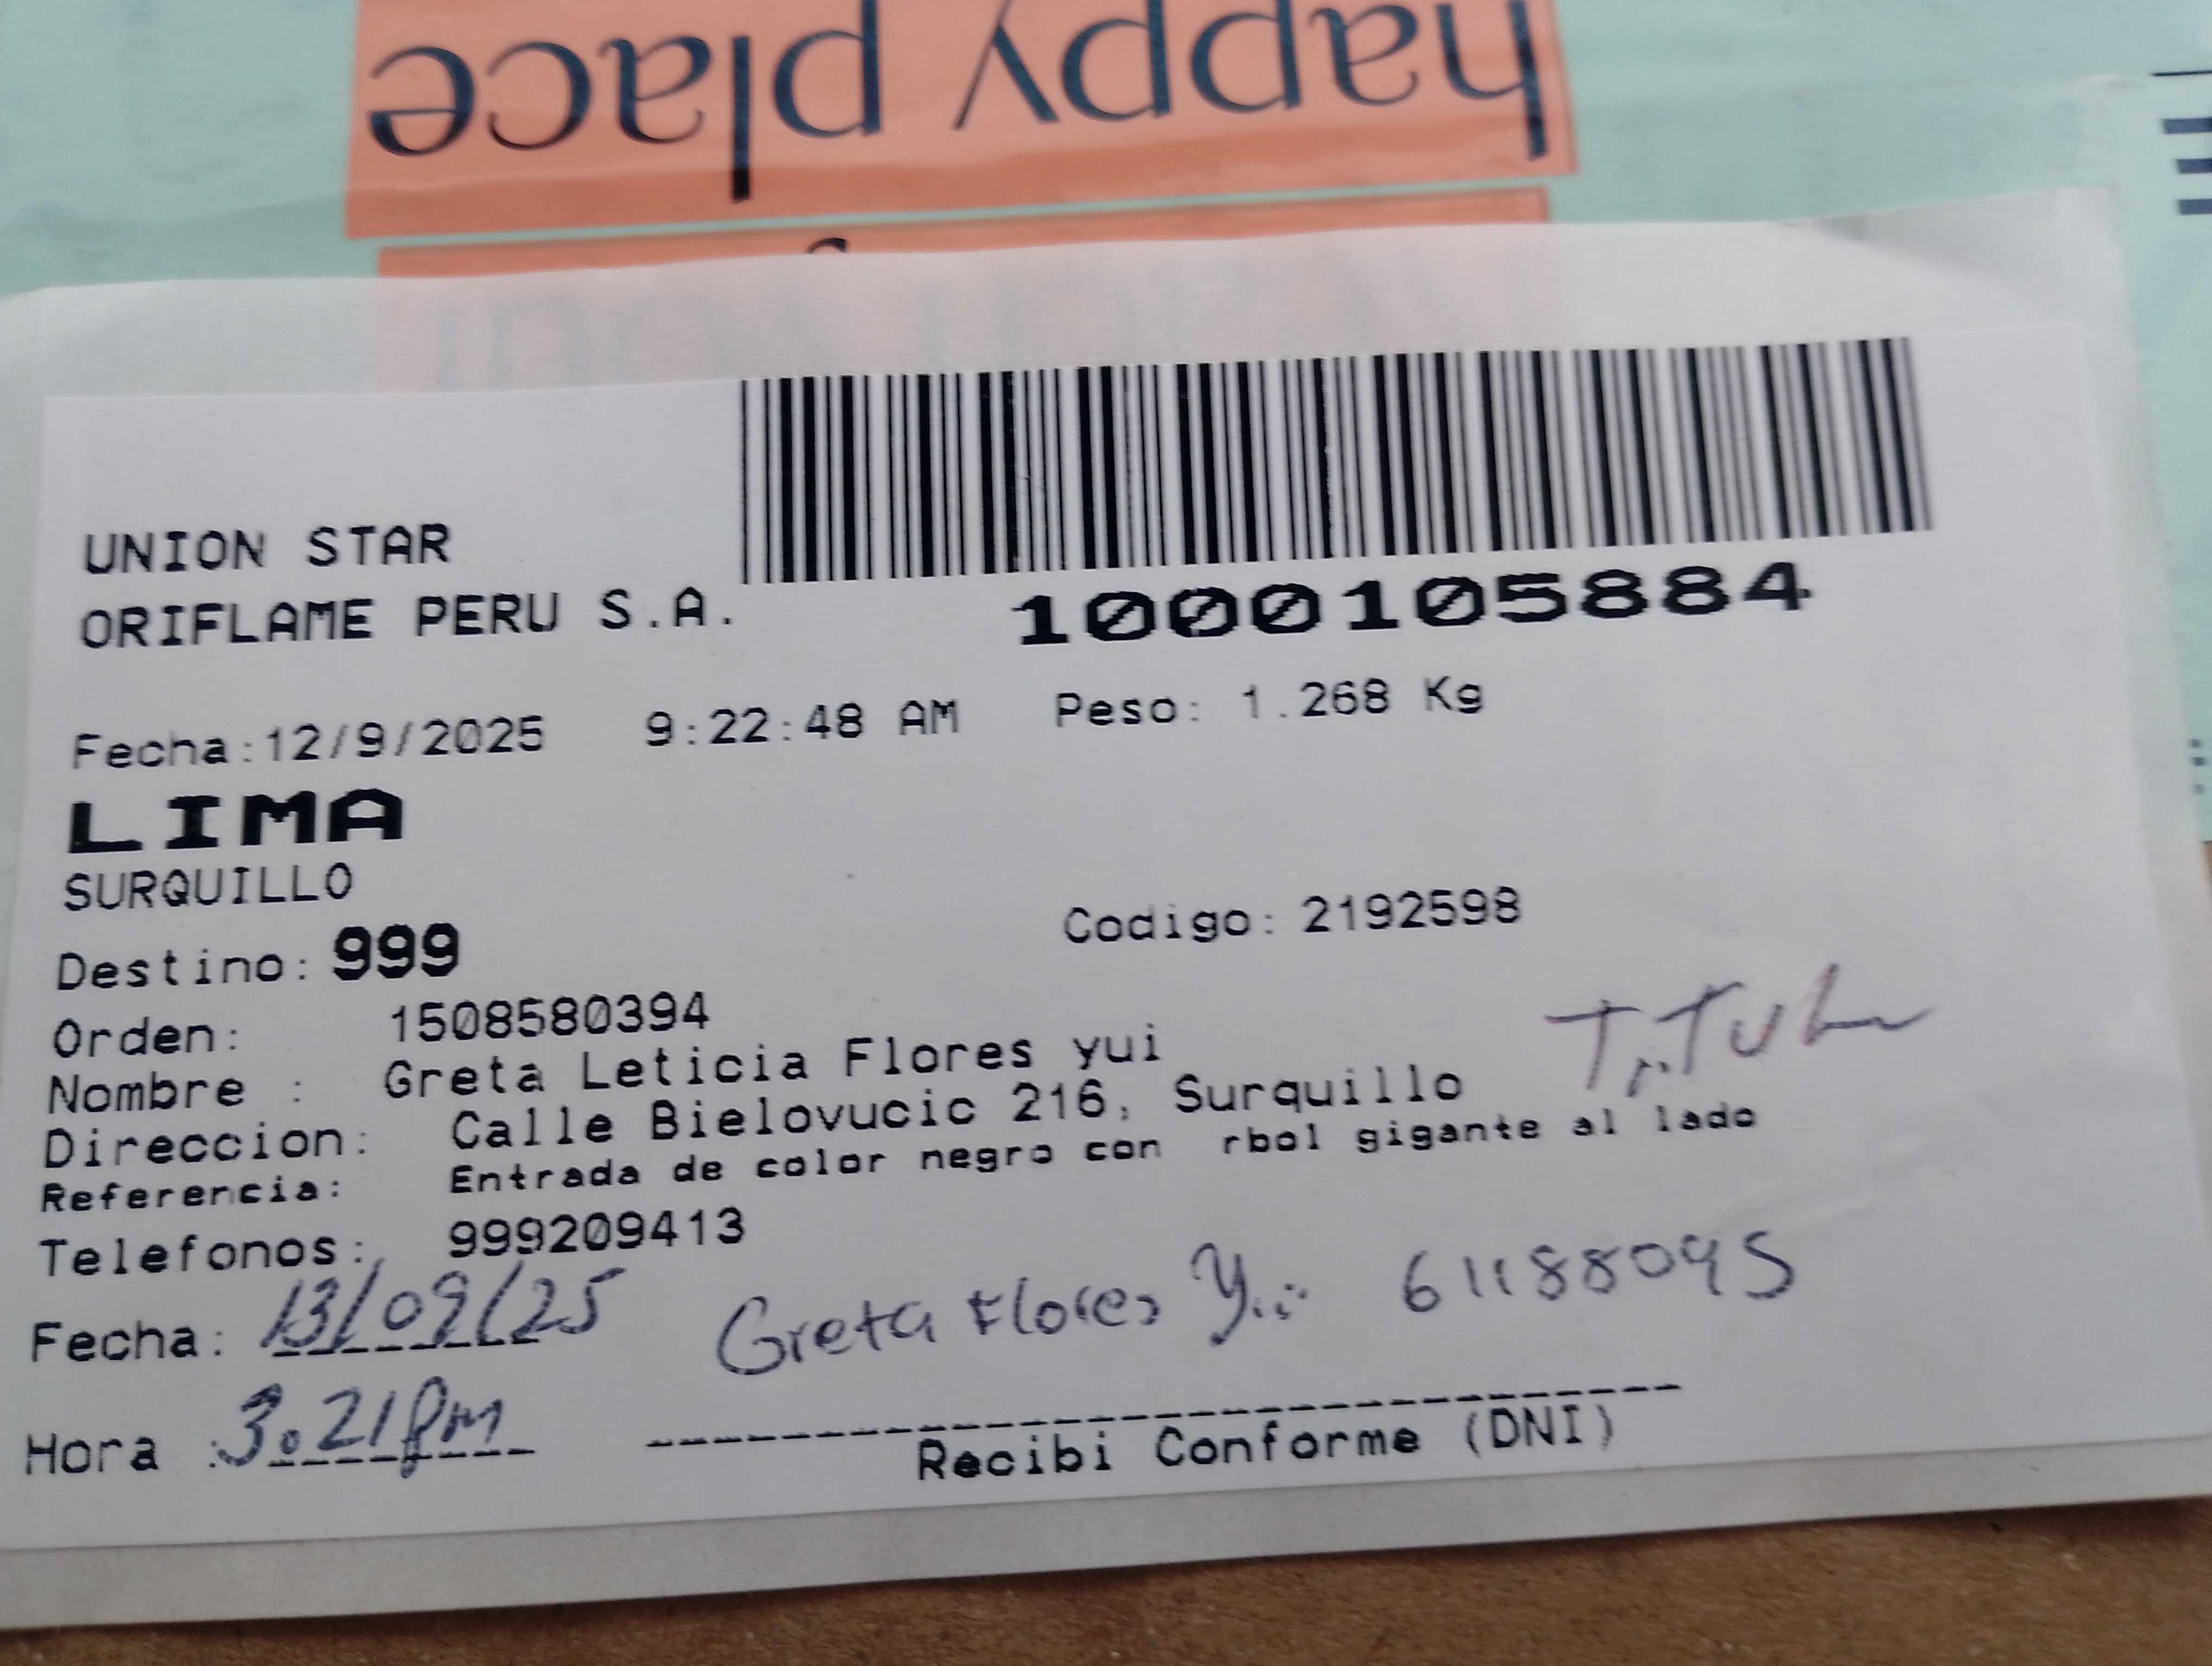 happy place
UNION STAR
ORIFLAME PERU S.A.
1000105884
Fecha:12/9/2025 9:22:48 AM Peso: 1.268 Kg
LIMA
SURQUILLO
Codigo: 2192598
Destino: 999
Orden: 1508580394
Nombre : Greta Leticia Flores yui
Direccion: Calle Bielovucic 216, Surquillo
Referencia: Entrada de color negro con rbol gigante al lado
Telefonos: 999209413
Fecha: 13/09/25
Greta Flores Yui 61188095
Hora : 3:21pm
Recibi Conforme (DNI)